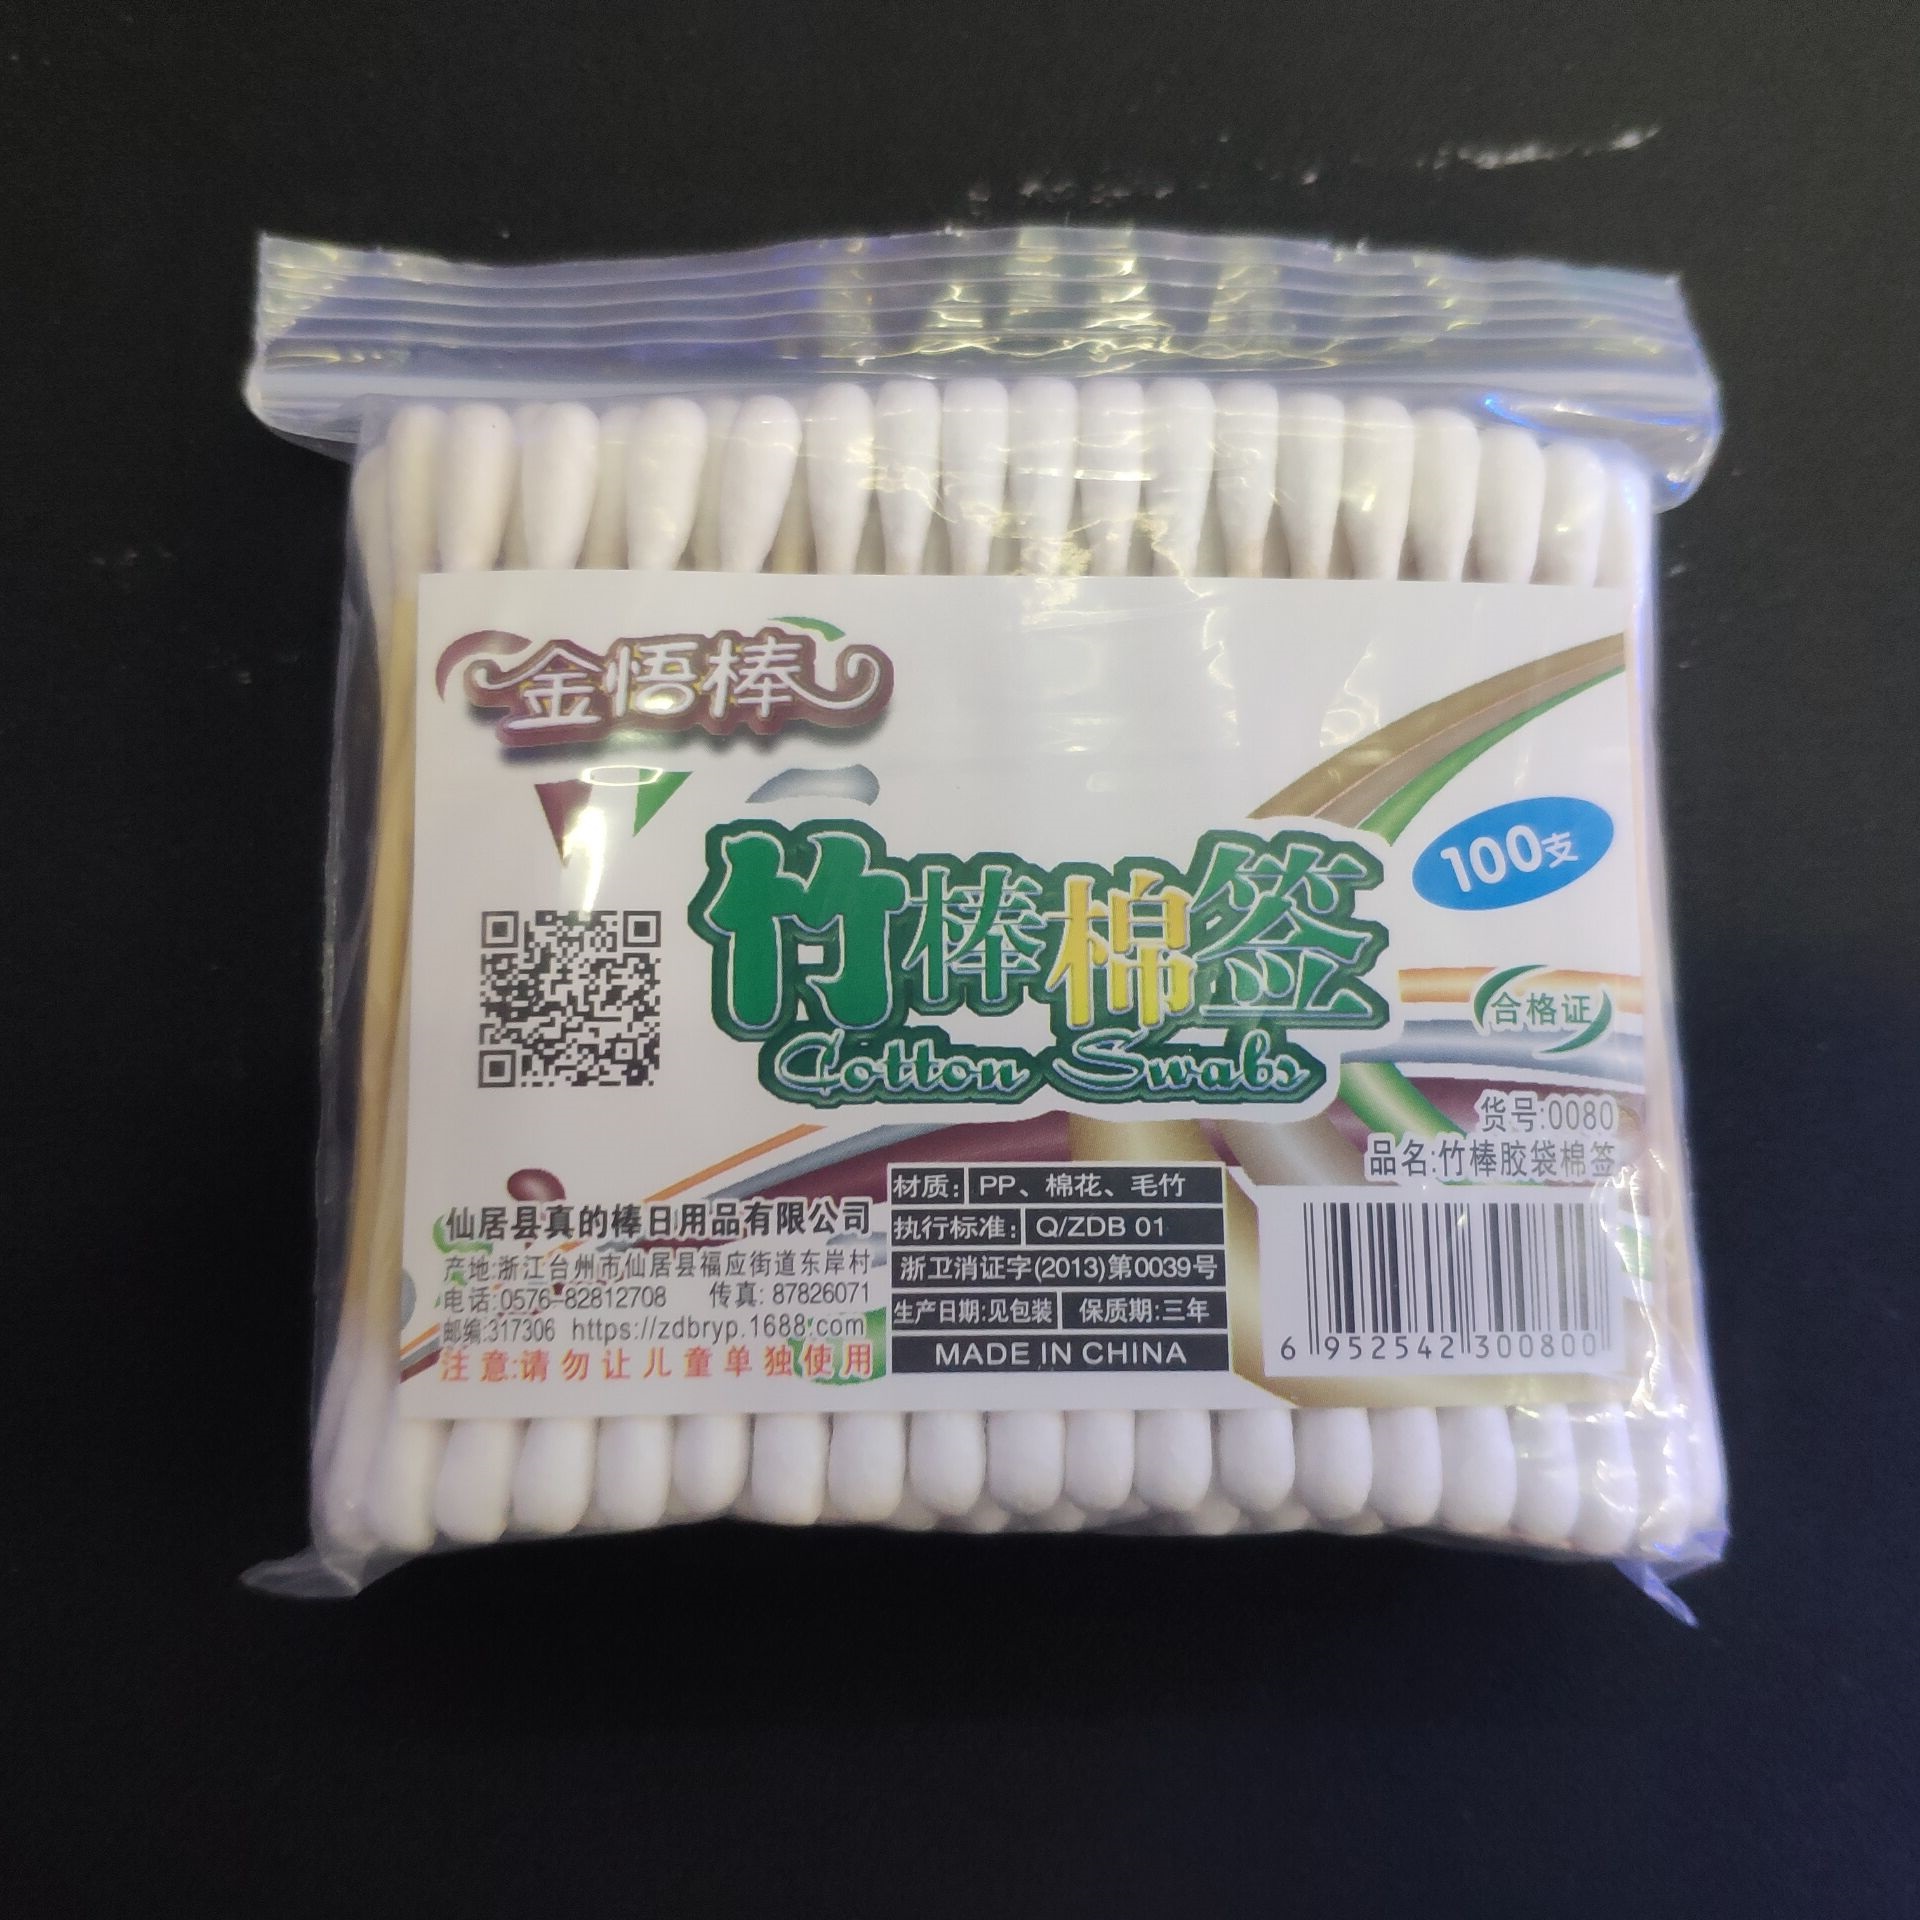 金悟棒
竹棒棉签
100支
Cotton Swabs
合格证
货号:0080
品名:竹棒胶袋棉签
仙居县真的棒日用品有限公司
产地:浙江台州市仙居县福应街道东岸村
电话:0576-82812708 传真:87826071
邮编:317306 https://zdbryp.1688.com
注意:请勿让儿童单独使用
材质: PP、棉花、毛竹
执行标准: Q/ZDB 01
浙卫消证字(2013)第0039号
生产日期:见包装 保质期:三年
MADE IN CHINA
6 952542 300800